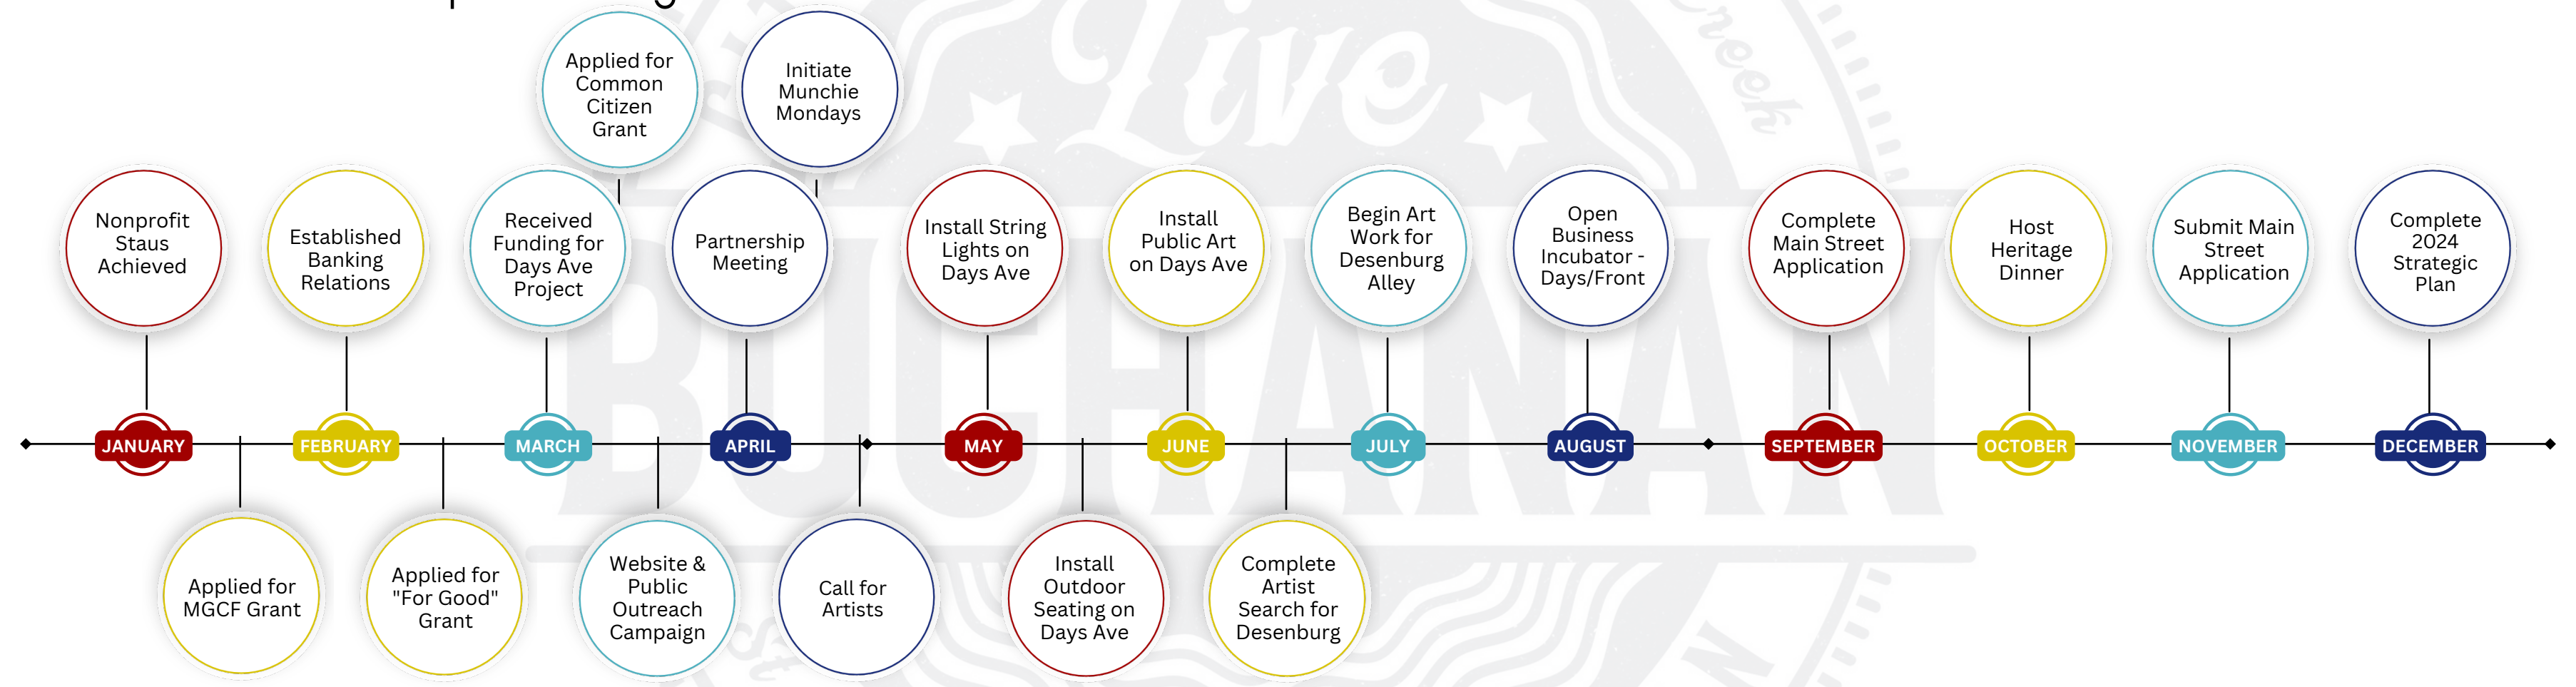 Applied for
Common
Citizen
Grant
Initiate
Munchie
Mondays
Nonprofit
Staus
Achieved
Established
Banking
Relations
Received
Funding for
Days Ave
Project
Partnership
Meeting
Install String
Lights on
Days Ave
Install
Public Art
on Days Ave
Begin Art
Work for
Desenburg
Alley
Open
Business
Incubator -
Days/Front
Complete
Main Street
Application
Host
Heritage
Dinner
Submit Main
Street
Application
Complete
2024
Strategic
Plan
JANUARY
FEBRUARY
MARCH
APRIL
MAY
JUNE
JULY
AUGUST
SEPTEMBER
OCTOBER
NOVEMBER
DECEMBER
Applied for
MGCF Grant
Applied for
"For Good"
Grant
Website &
Public
Outreach
Campaign
Call for
Artists
Install
Outdoor
Seating on
Days Ave
Complete
Artist
Search for
Desenburg
Live
BUCHANAN
Creek